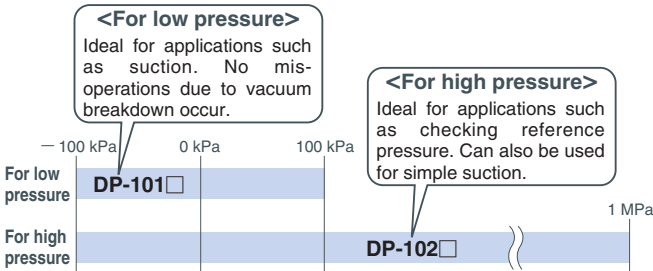 <For low pressure>
Ideal for applications such
as suction. No mis-
operations due to vacuum
breakdown occur.
<For high pressure>
Ideal for applications such
as checking reference
pressure. Can also be used
for simple suction.
－100 kPa 0 kPa 100 kPa
1 MPa
For low
pressure
DP-101□
For high
pressure
DP-102□